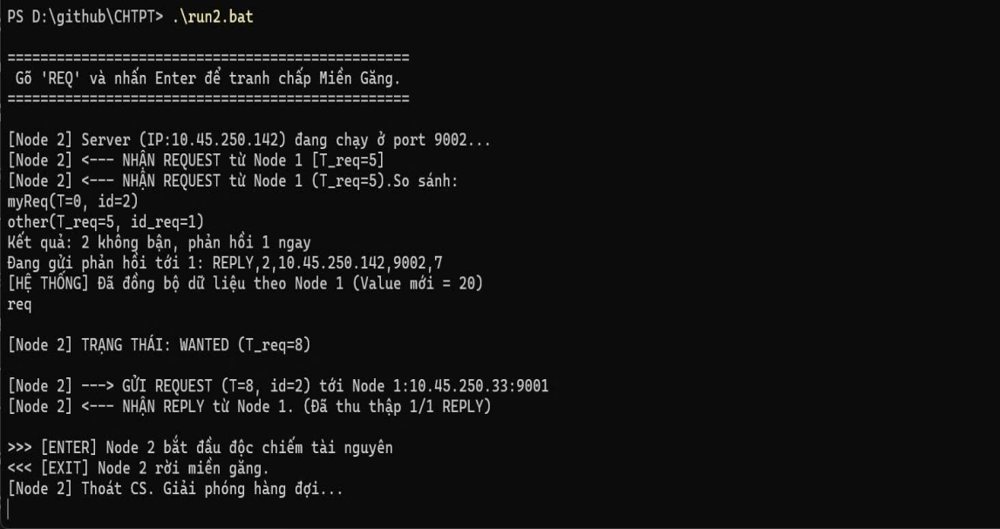 PS D:\github\CHTPT> .\run2.bat
=================================================
Gõ 'REQ' và nhấn Enter để tranh chấp Miền Găng.
=================================================
[Node 2] Server (IP:10.45.250.142) đang chạy ở port 9002...
[Node 2] <--- NHẬN REQUEST từ Node 1 [T_req=5]
[Node 2] <--- NHẬN REQUEST từ Node 1 (T_req=5).So sánh:
myReq(T=0, id=2)
other(T_req=5, id_req=1)
Kết quả: 2 không bận, phản hồi 1 ngay
Đang gửi phản hồi tới 1: REPLY,2,10.45.250.142,9002,7
[HỆ THỐNG] Đã đồng bộ dữ liệu theo Node 1 (Value mới = 20)
req
[Node 2] TRẠNG THÁI: WANTED (T_req=8)
[Node 2] ---> GỬI REQUEST (T=8, id=2) tới Node 1:10.45.250.33:9001
[Node 2] <--- NHẬN REPLY từ Node 1. (Đã thu thập 1/1 REPLY)
>>> [ENTER] Node 2 bắt đầu độc chiếm tài nguyên
<<< [EXIT] Node 2 rời miền găng.
[Node 2] Thoát CS. Giải phóng hàng đợi...